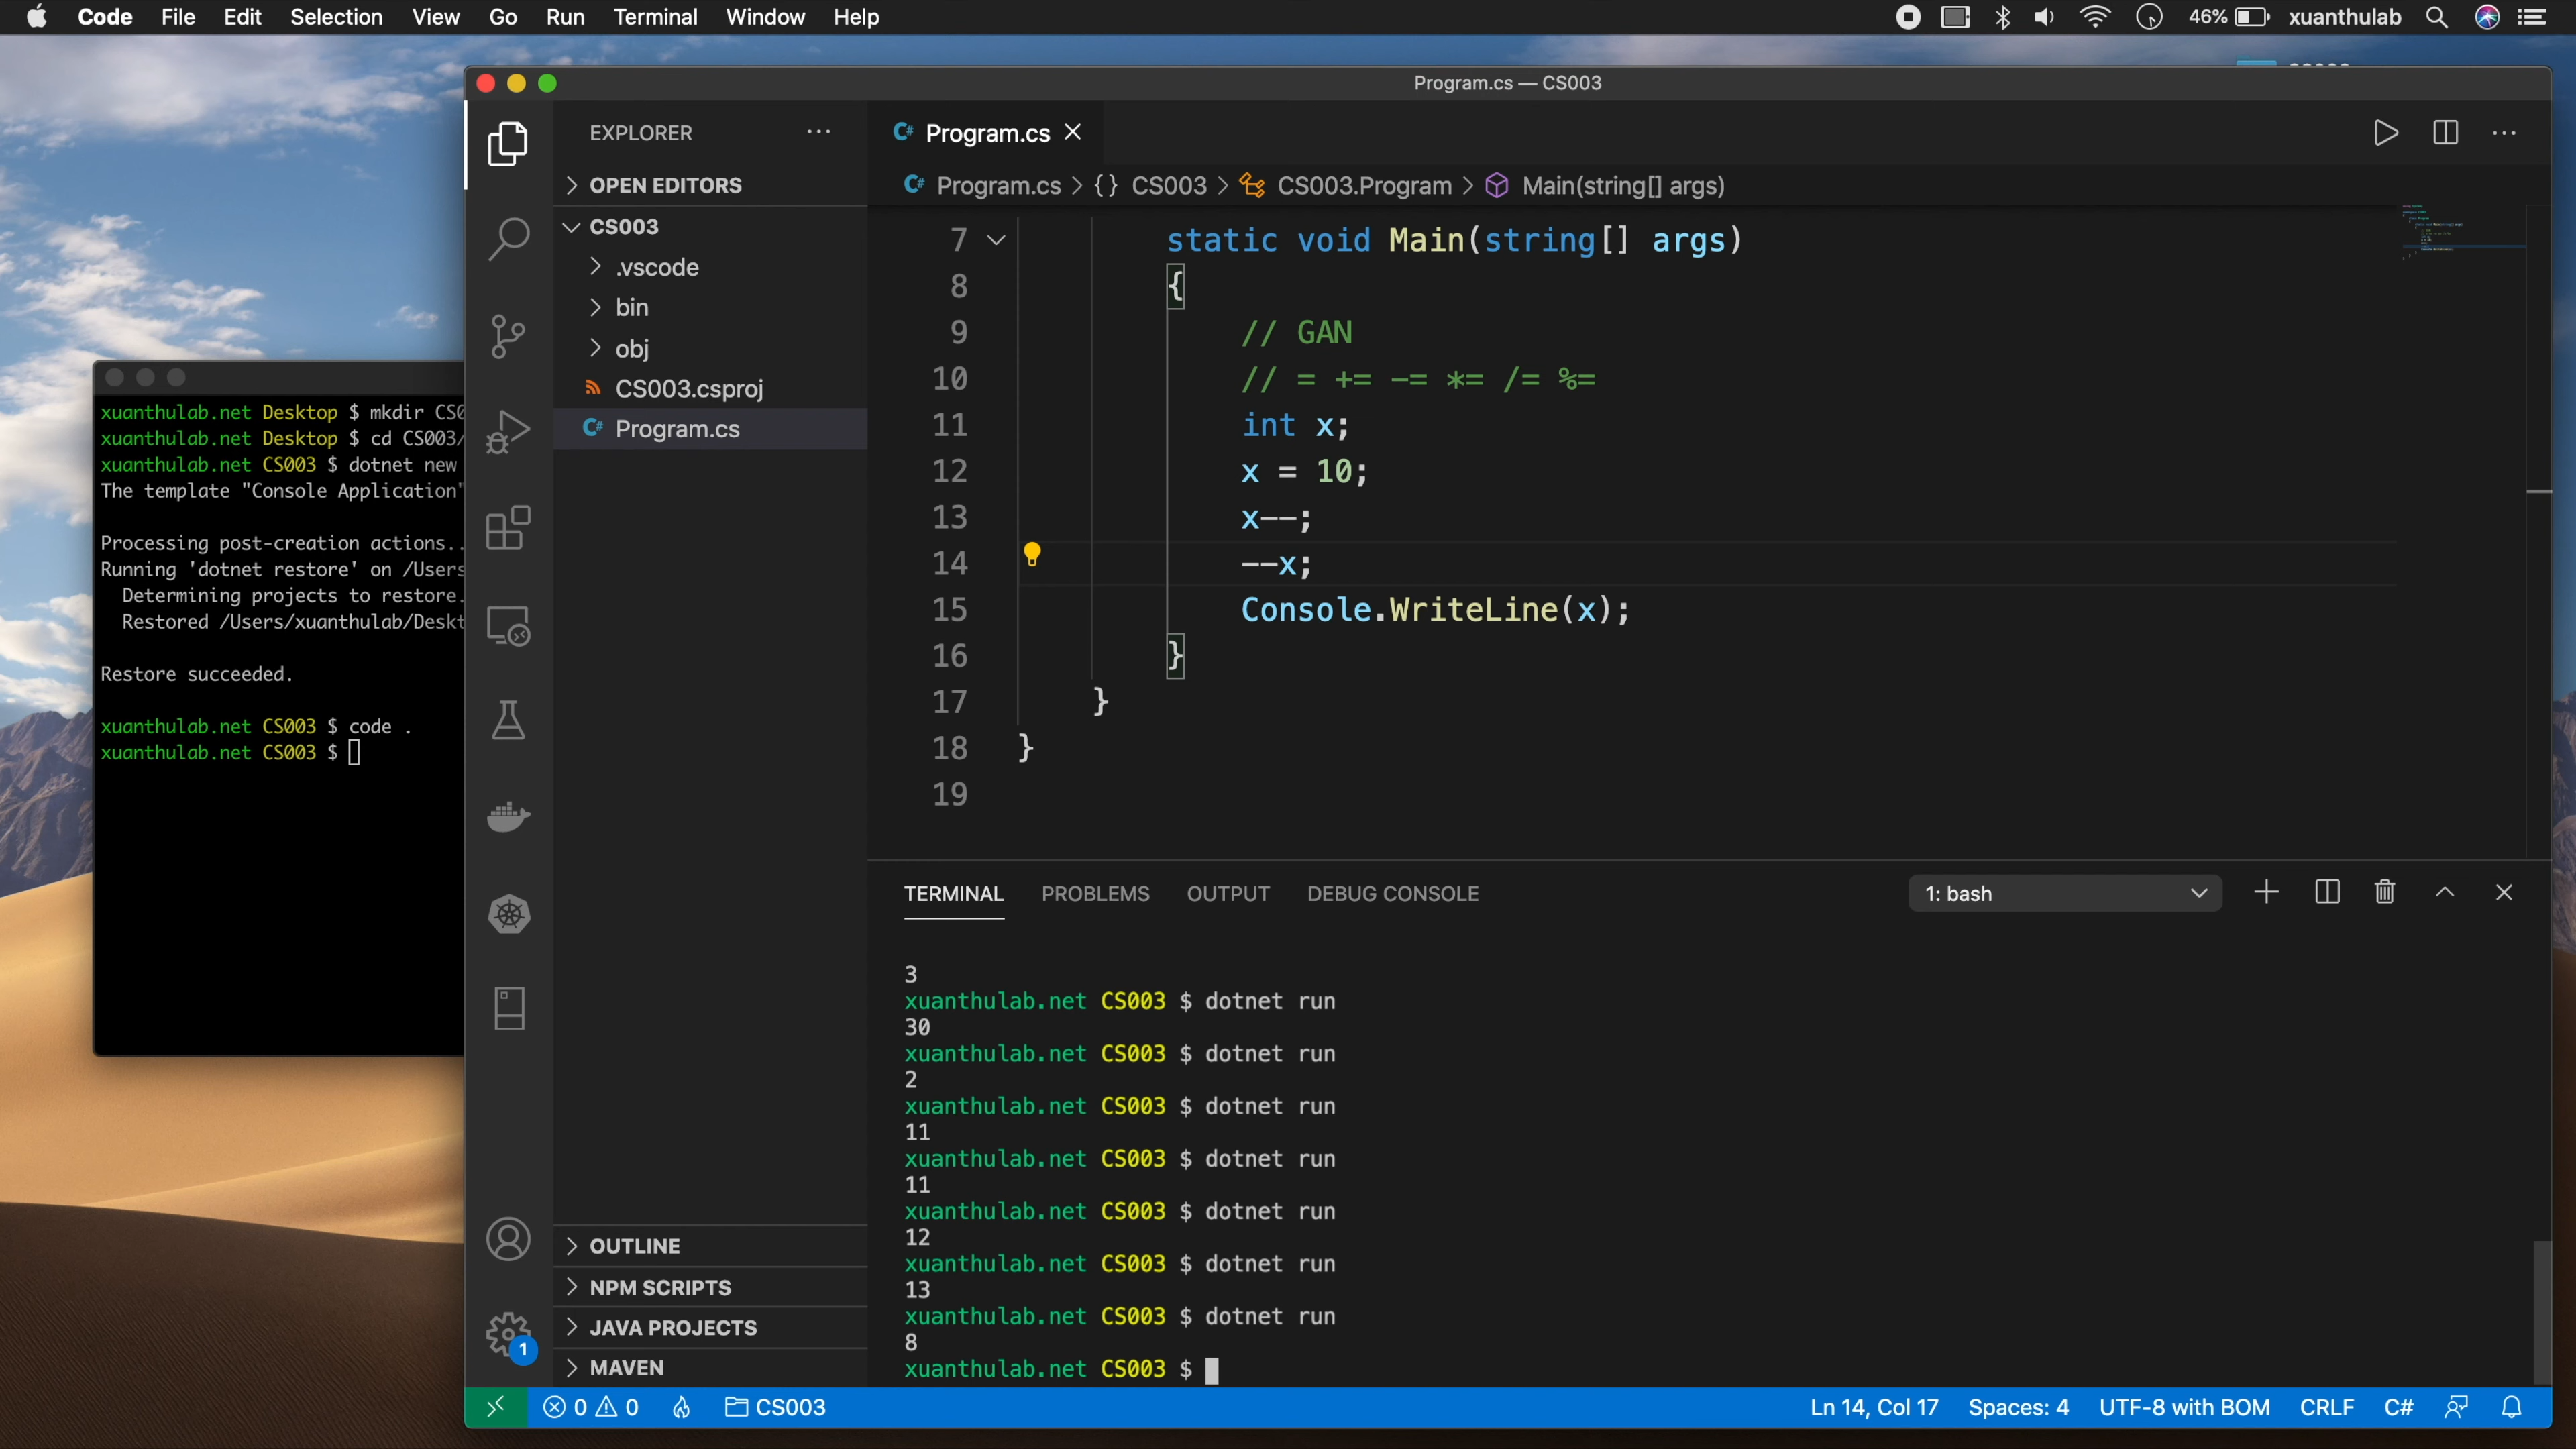 Code File Edit Selection View Go Run Terminal Window Help 46% xuanthulab
Program.cs — CS003
xuanthulab.net Desktop $ mkdir CS0
xuanthulab.net Desktop $ cd CS003/
xuanthulab.net CS003 $ dotnet new
The template "Console Application"
Processing post-creation actions..
Running 'dotnet restore' on /Users
Determining projects to restore.
Restored /Users/xuanthulab/Deskt
Restore succeeded.
xuanthulab.net CS003 $ code .
xuanthulab.net CS003 $
EXPLORER
OPEN EDITORS
CS003
.vscode
bin
obj
CS003.csproj
C# Program.cs
OUTLINE
NPM SCRIPTS
JAVA PROJECTS
MAVEN
1
C# Program.cs
C# Program.cs > {} CS003 > CS003.Program > Main(string[] args)
7 static void Main(string[] args)
8 {
9 // GAN
10 // = += -= *= /= %=
11 int x;
12 x = 10;
13 x--;
14 --x;
15 Console.WriteLine(x);
16 }
17 }
18 }
19
TERMINAL PROBLEMS OUTPUT DEBUG CONSOLE 1: bash
3
xuanthulab.net CS003 $ dotnet run
30
xuanthulab.net CS003 $ dotnet run
2
xuanthulab.net CS003 $ dotnet run
11
xuanthulab.net CS003 $ dotnet run
11
xuanthulab.net CS003 $ dotnet run
12
xuanthulab.net CS003 $ dotnet run
13
xuanthulab.net CS003 $ dotnet run
8
xuanthulab.net CS003 $
0 0 CS003 Ln 14, Col 17 Spaces: 4 UTF-8 with BOM CRLF C#